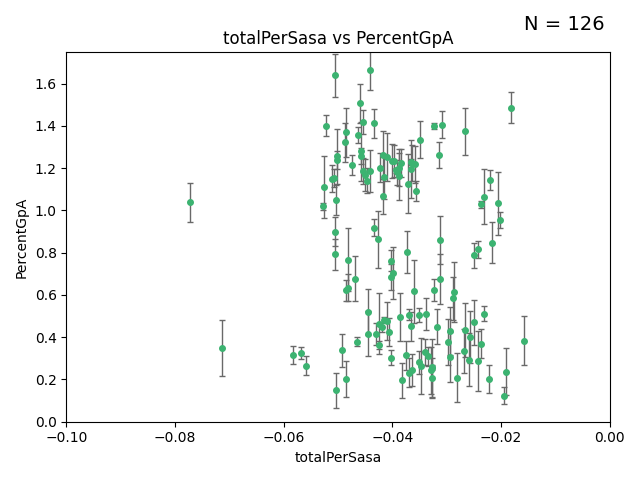 N = 126
totalPerSasa vs PercentGpA
PercentGpA
1.6
1.4
1.2
1.0
0.8
0.6
0.4
0.2
0.0
−0.10 −0.08 −0.06 −0.04 −0.02 0.00
totalPerSasa